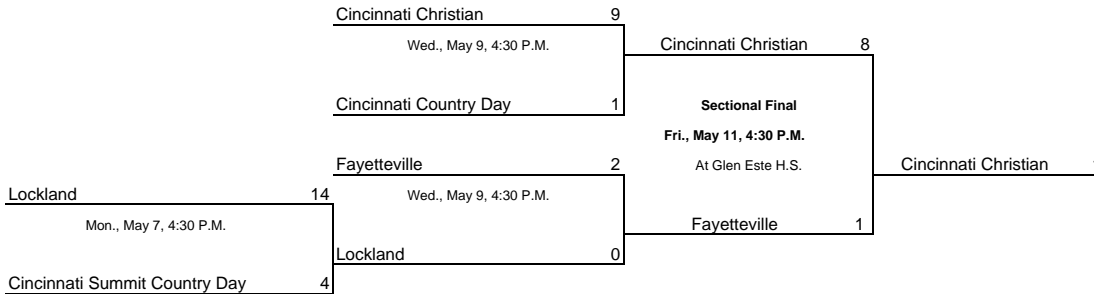 Cincinnati Christian 9
Wed., May 9, 4:30 P.M.
Cincinnati Christian 8
Cincinnati Country Day 1
Sectional Final
Fri., May 11, 4:30 P.M.
At Glen Este H.S.
Fayetteville 2
Cincinnati Christian
Lockland 14
Wed., May 9, 4:30 P.M.
Mon., May 7, 4:30 P.M.
Fayetteville 1
Lockland 0
Cincinnati Summit Country Day 4